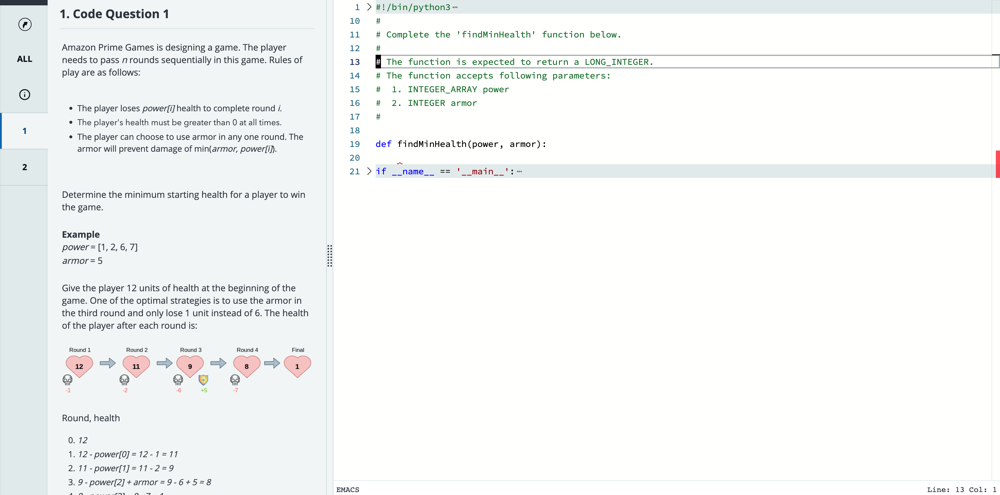 1. Code Question 1
ALL
1
2
Amazon Prime Games is designing a game. The player
needs to pass n rounds sequentially in this game. Rules
of play are as follows:
The player loses power[i] health to complete round i.
The player's health must be greater than 0 at all times.
The player can choose to use armor in any one round. The
armor will prevent damage of min(armor, power[i]).
Determine the minimum starting health for a player to win
the game.
Example
power = [1, 2, 6, 7]
armor = 5
Give the player 12 units of health at the beginning of the
game. One of the optimal strategies is to use the armor in
the third round and only lose 1 unit instead of 6. The health
of the player after each round is:
Round 1 Round 2 Round 3 Round 4 Final
12 11 9 8 1
-1 -2 -6 +5 -7
Round, health
0. 12
1. 12 - power[0] = 12 - 1 = 11
2. 11 - power[1] = 11 - 2 = 9
3. 9 - power[2] + armor = 9 - 6 + 5 = 8
1 #!/bin/python3
10 #
11 # Complete the 'findMinHealth' function below.
12 #
13 # The function is expected to return a LONG_INTEGER.
14 # The function accepts following parameters:
15 #  1. INTEGER_ARRAY power
16 #  2. INTEGER armor
17 #
18
19 def findMinHealth(power, armor):
20
21 if __name__ == '__main__':
EMACS
Line: 13 Col: 1